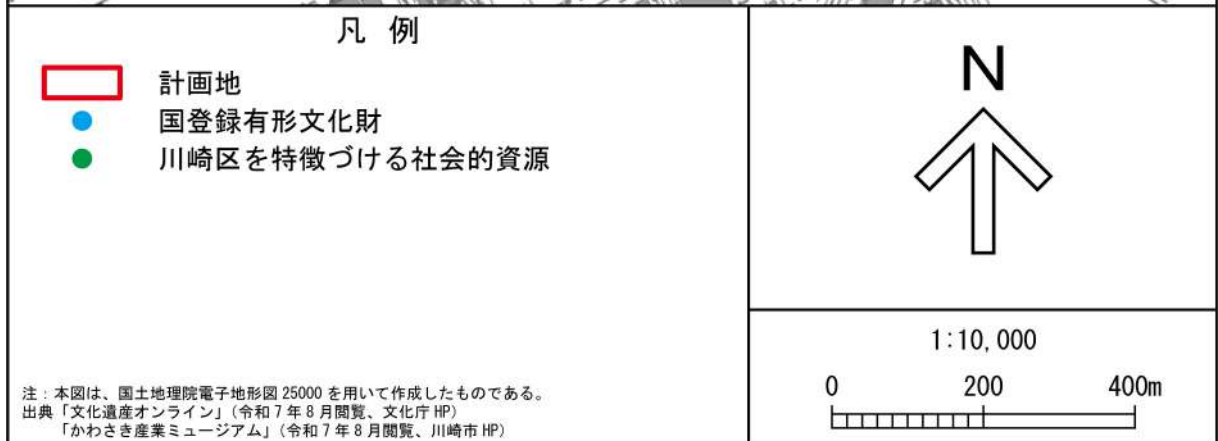 凡 例
計画地
国登録有形文化財
川崎区を特徴づける社会的資源
注：本図は、国土地理院電子地形図 25000 を用いて作成したものである。
出典「文化遺産オンライン」（令和７年８月閲覧、文化庁 HP）
「かわさき産業ミュージアム」（令和７年８月閲覧、川崎市 HP）
N
1:10,000
0 200 400m